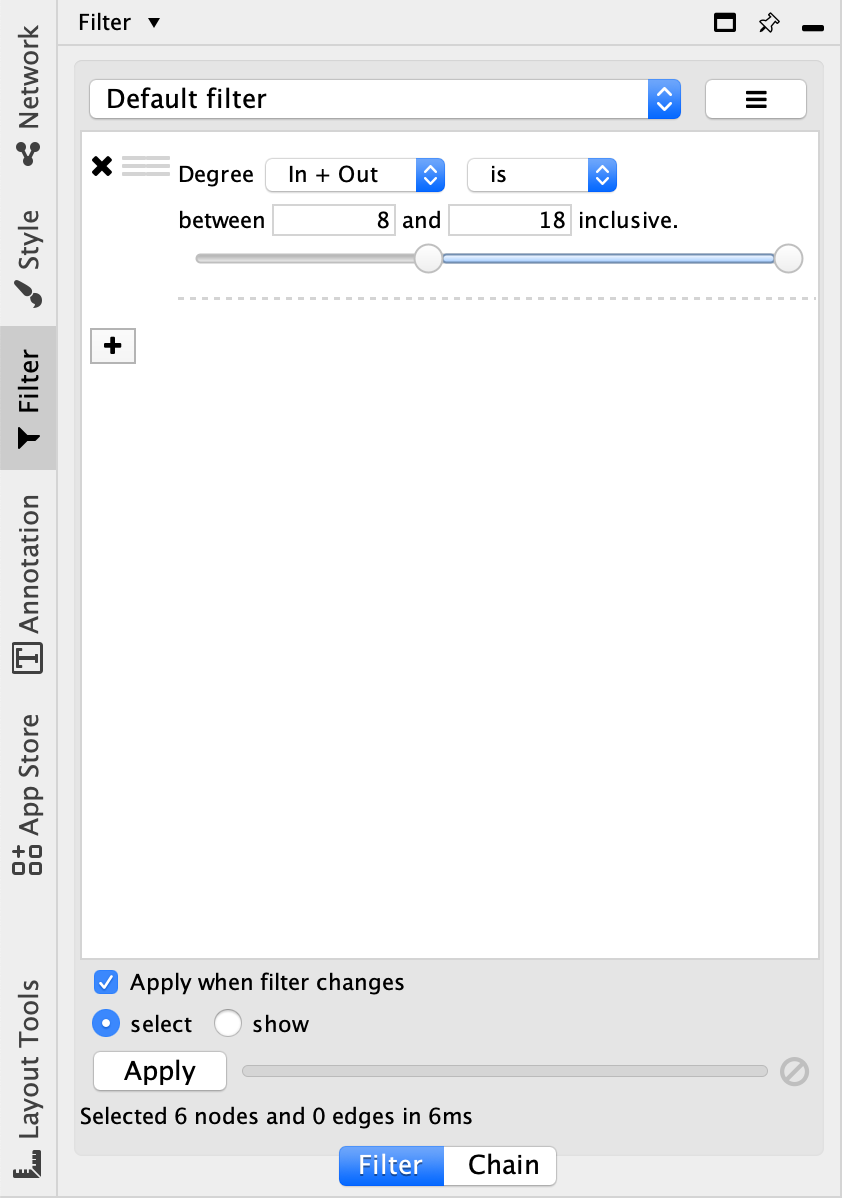 Filter
Network
Style
Filter
Annotation
App Store
Layout Tools
Default filter
Degree In + Out is
between 8 and 18 inclusive.
Apply when filter changes
select show
Apply
Selected 6 nodes and 0 edges in 6ms
Filter Chain